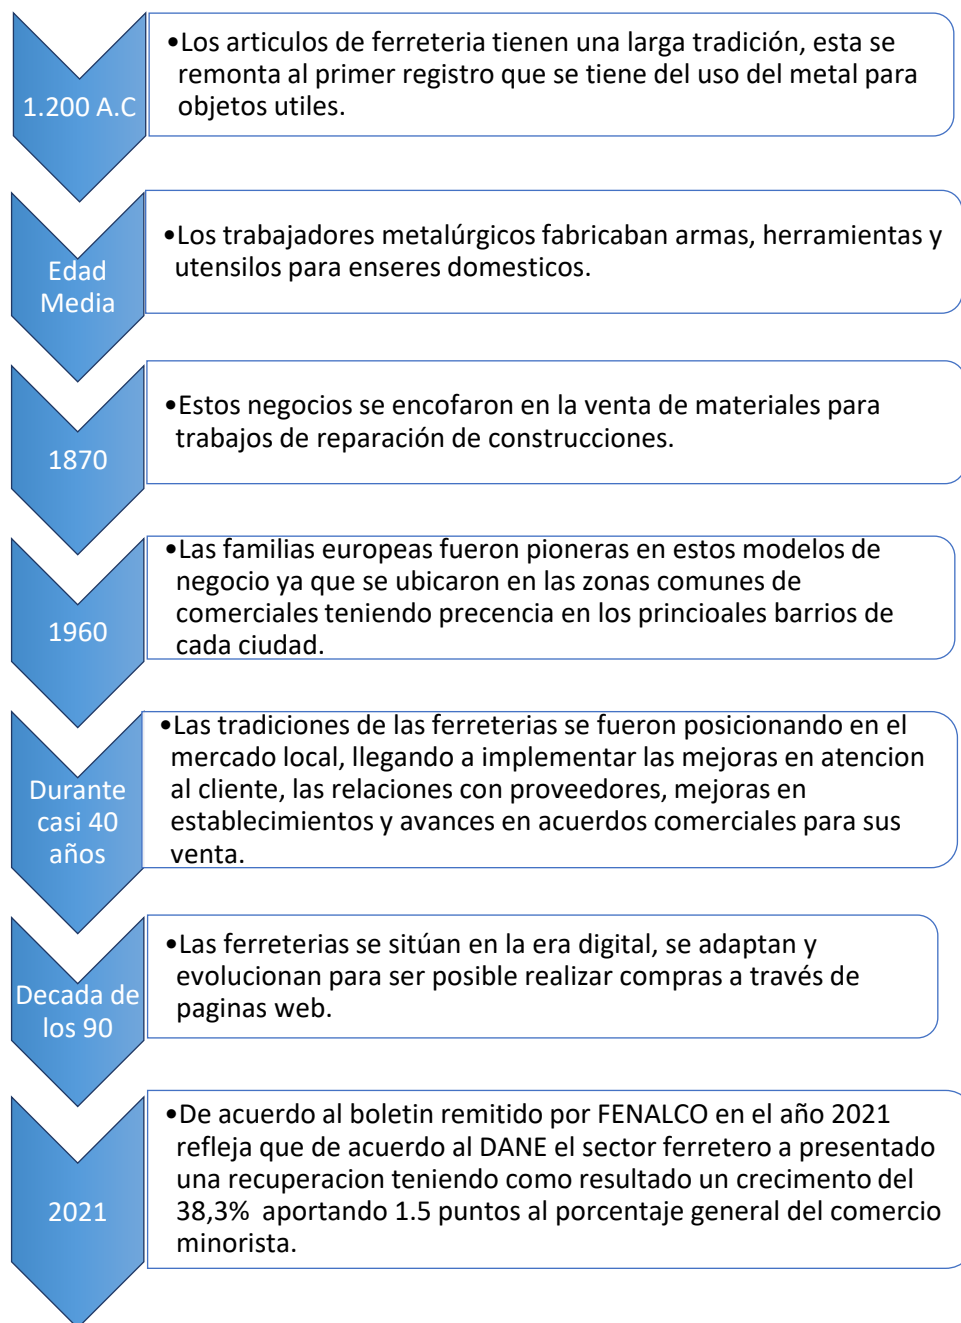 1.200 A.C
•Los articulos de ferreteria tienen una larga tradición, esta se
remonta al primer registro que se tiene del uso del metal para
objetos utiles.
Edad
Media
•Los trabajadores metalúrgicos fabricaban armas, herramientas y
utensilos para enseres domesticos.
1870
•Estos negocios se encofaron en la venta de materiales para
trabajos de reparación de construcciones.
1960
•Las familias europeas fueron pioneras en estos modelos de
negocio ya que se ubicaron en las zonas comunes de
comerciales teniendo precencia en los princioales barrios de
cada ciudad.
Durante
casi 40
años
•Las tradiciones de las ferreterias se fueron posicionando en el
mercado local, llegando a implementar las mejoras en atencion
al cliente, las relaciones con proveedores, mejoras en
establecimientos y avances en acuerdos comerciales para sus
venta.
Decada de
los 90
•Las ferreterias se sitúan en la era digital, se adaptan y
evolucionan para ser posible realizar compras a través de
paginas web.
2021
•De acuerdo al boletin remitido por FENALCO en el año 2021
refleja que de acuerdo al DANE el sector ferretero a presentado
una recuperacion teniendo como resultado un crecimento del
38,3% aportando 1.5 puntos al porcentaje general del comercio
minorista.